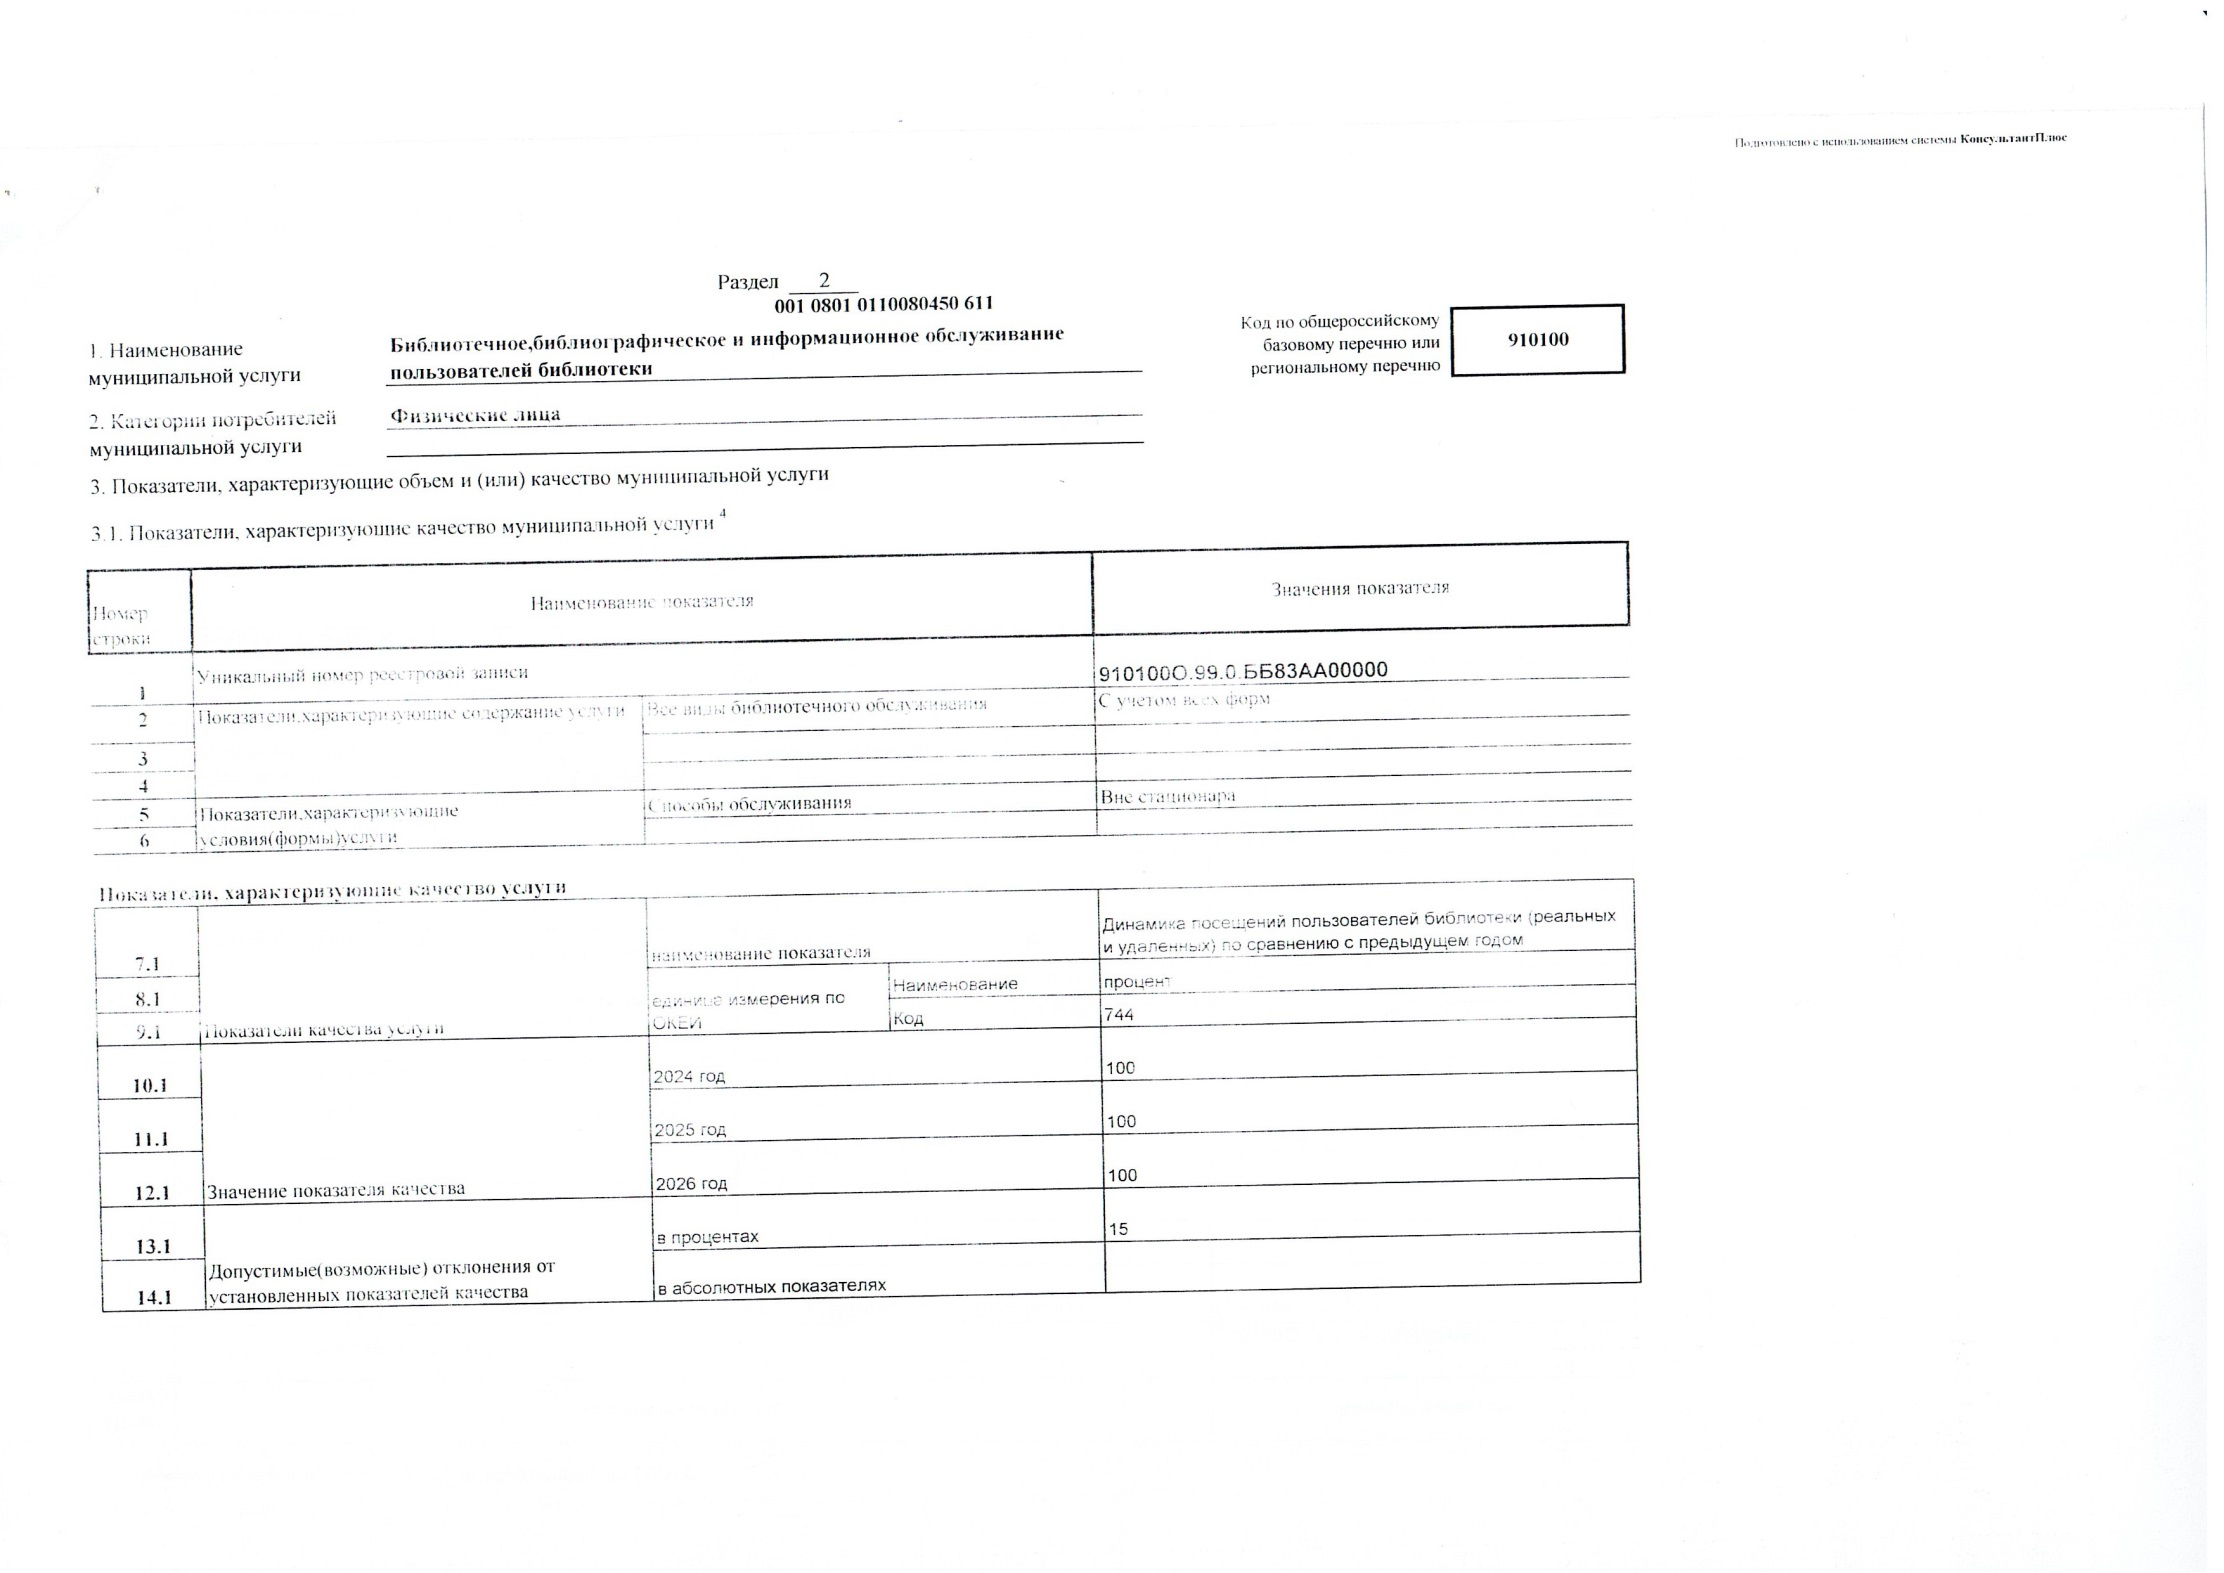 Подготовлено с использованием системы КонсультантПлюс
Раздел 2
001 0801 0110080450 611
1. Наименование
муниципальной услуги
Библиотечное,библиографическое и информационное обслуживание
пользователей библиотеки
Код по общероссийскому
базовому перечню или
региональному перечню
910100
2. Категории потребителей
муниципальной услуги
Физические лица
3. Показатели, характеризующие объем и (или) качество муниципальной услуги
3.1. Показатели, характеризующие качество муниципальной услуги 4
Номер
строки
Наименование показателя
Значения показателя
1
Уникальный номер реестровой записи
910100О.99.0.ББ83АА00000
2
Показатели,характеризующие содержание услуги
Все виды библиотечного обслуживания
С учетом всех форм
3
4
5
Показатели,характеризующие
Способы обслуживания
Вне стационара
6
условия(формы)услуги
Показатели, характеризующие качество услуги
7.1
наименование показателя
Динамика посещений пользователей библиотеки (реальных
и удаленных) по сравнению с предыдущем годом
8.1
единица измерения по
ОКЕИ
Наименование
процент
9.1
Показатели качества услуги
Код
744
10.1
2024 год
100
11.1
2025 год
100
12.1
Значение показателя качества
2026 год
100
13.1
в процентах
15
14.1
Допустимые(возможные) отклонения от
установленных показателей качества
в абсолютных показателях